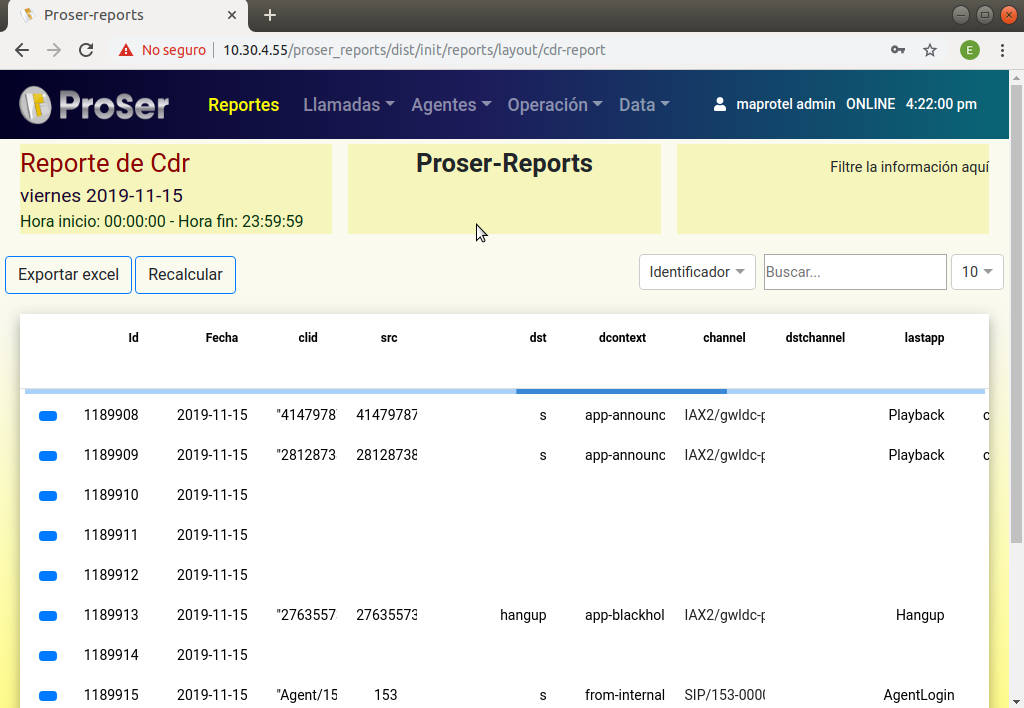 Proser-reports
No seguro 10.30.4.55/proser_reports/dist/init/reports/layout/cdr-report
E
ProSer Reportes Llamadas Agentes Operación Data maprotel admin ONLINE 4:22:00 pm
Reporte de Cdr
viernes 2019-11-15
Hora inicio: 00:00:00 - Hora fin: 23:59:59
Proser-Reports
Filtre la información aquí
Exportar excel Recalcular Identificador Buscar... 10
Id Fecha clid src dst dcontext channel dstchannel lastapp
1189908 2019-11-15 "4147978 41479787 s app-announc IAX2/gwldc-p Playback
1189909 2019-11-15 "2812873 28128738 s app-announc IAX2/gwldc-p Playback
1189910 2019-11-15
1189911 2019-11-15
1189912 2019-11-15
1189913 2019-11-15 "2763557 27635573 hangup app-blackhol IAX2/gwldc-p Hangup
1189914 2019-11-15
1189915 2019-11-15 "Agent/15 153 s from-internal SIP/153-0000 AgentLogin